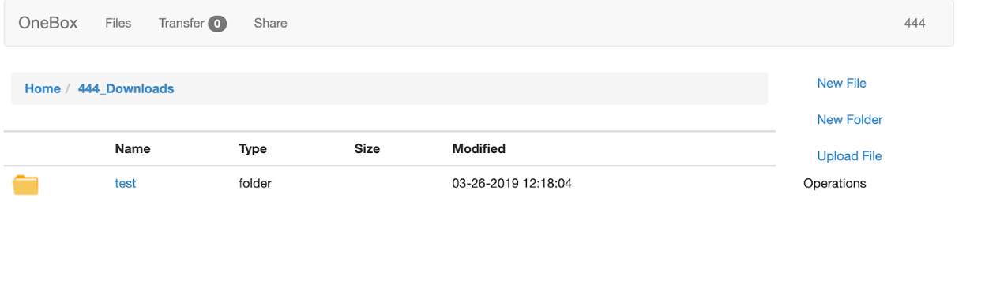 OneBox Files Transfer 0 Share 444
Home / 444_Downloads
New File
New Folder
Name Type Size Modified
Upload File
test folder 03-26-2019 12:18:04 Operations